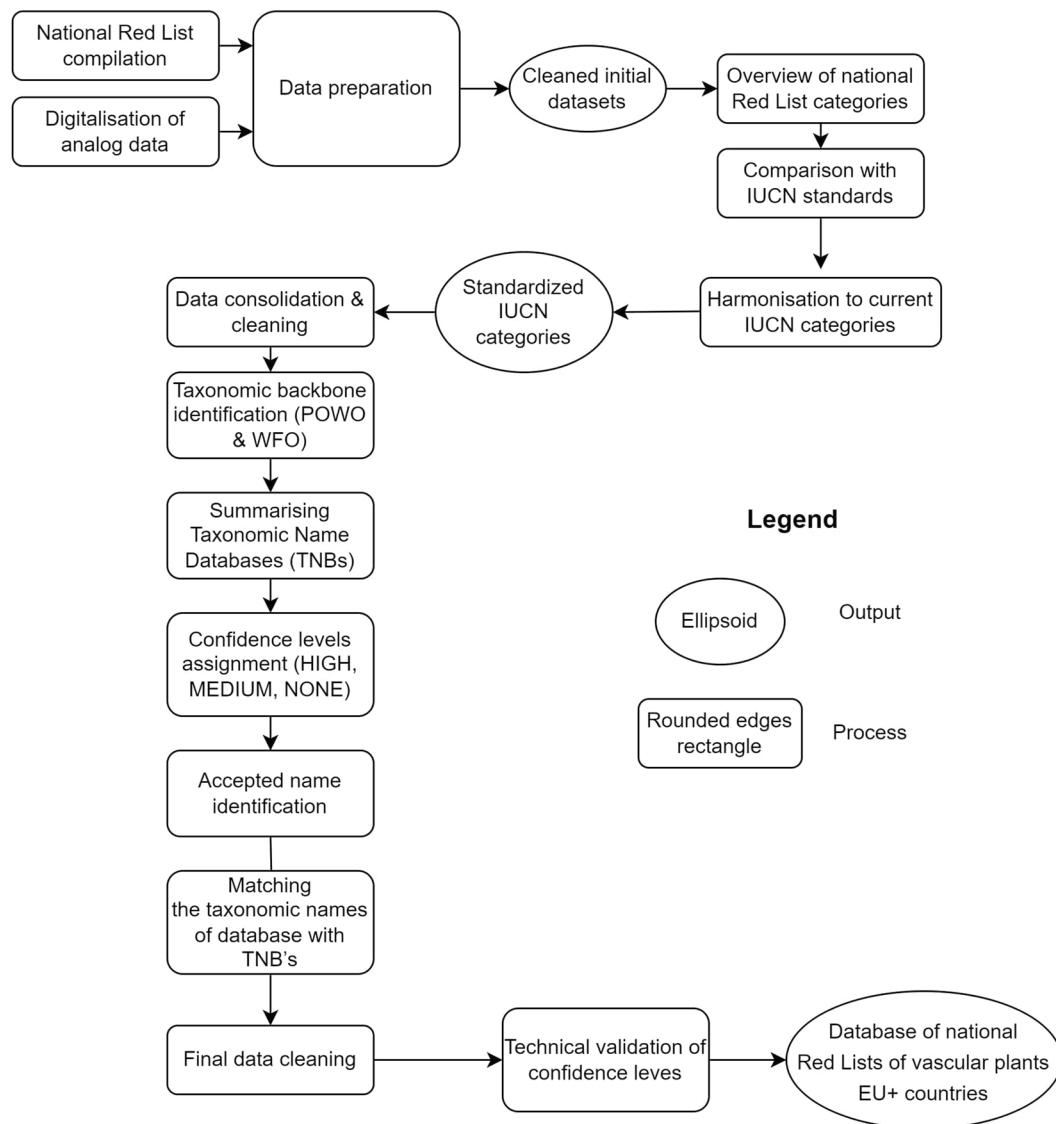 National Red List
compilation
Digitalisation of
analog data
Data preparation
Cleaned initial
datasets
Overview of national
Red List categories
Comparison with
IUCN standards
Harmonisation to current
IUCN categories
Standardized
IUCN
categories
Data consolidation &
cleaning
Taxonomic backbone
identification (POWO
& WFO)
Summarising
Taxonomic Name
Databases (TNBs)
Confidence levels
assignment (HIGH,
MEDIUM, NONE)
Accepted name
identification
Matching
the taxonomic names
of database with
TNB's
Final data cleaning
Technical validation of
confidence leves
Database of national
Red Lists of vascular plants
EU+ countries
Legend
Ellipsoid
Output
Rounded edges
rectangle
Process